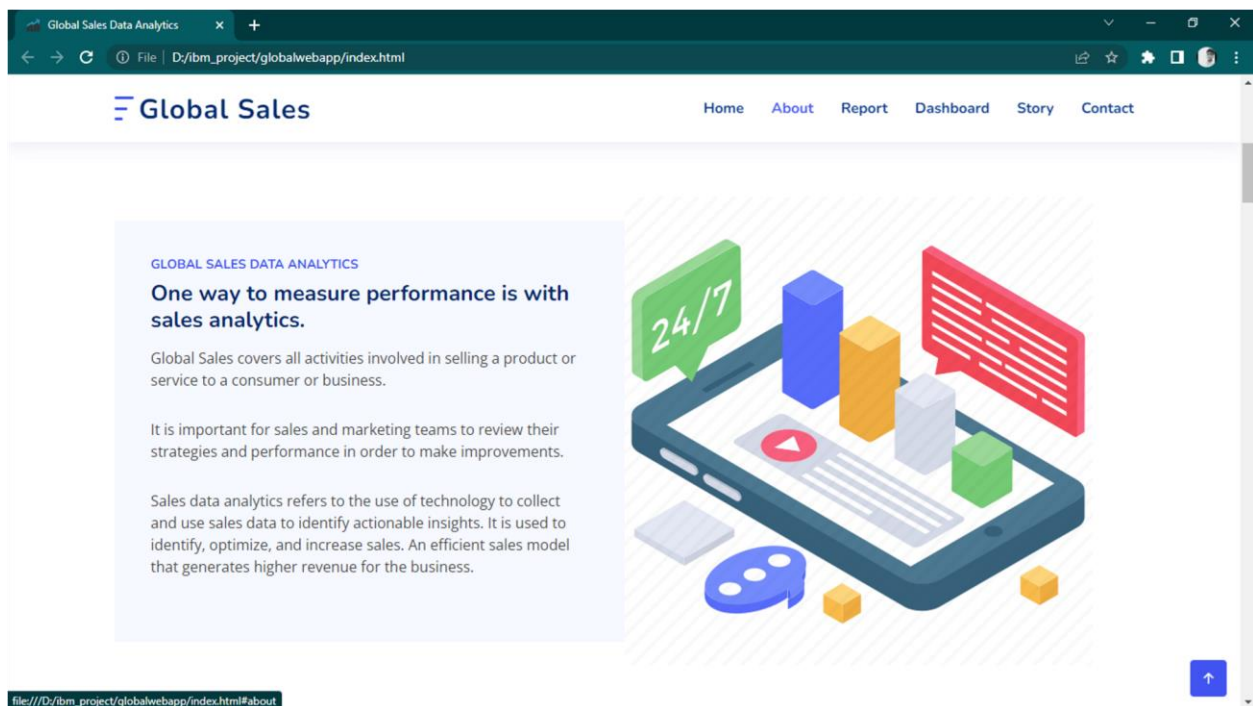 Global Sales Data Analytics
File | D:/ibm_project/globalwebapp/index.html
Global Sales
Home About Report Dashboard Story Contact
GLOBAL SALES DATA ANALYTICS
One way to measure performance is with
sales analytics.
Global Sales covers all activities involved in selling a product or
service to a consumer or business.
It is important for sales and marketing teams to review their
strategies and performance in order to make improvements.
Sales data analytics refers to the use of technology to collect
and use sales data to identify actionable insights. It is used to
identify, optimize, and increase sales. An efficient sales model
that generates higher revenue for the business.
24/7
file:///D:/ibm_project/globalwebapp/index.html#about